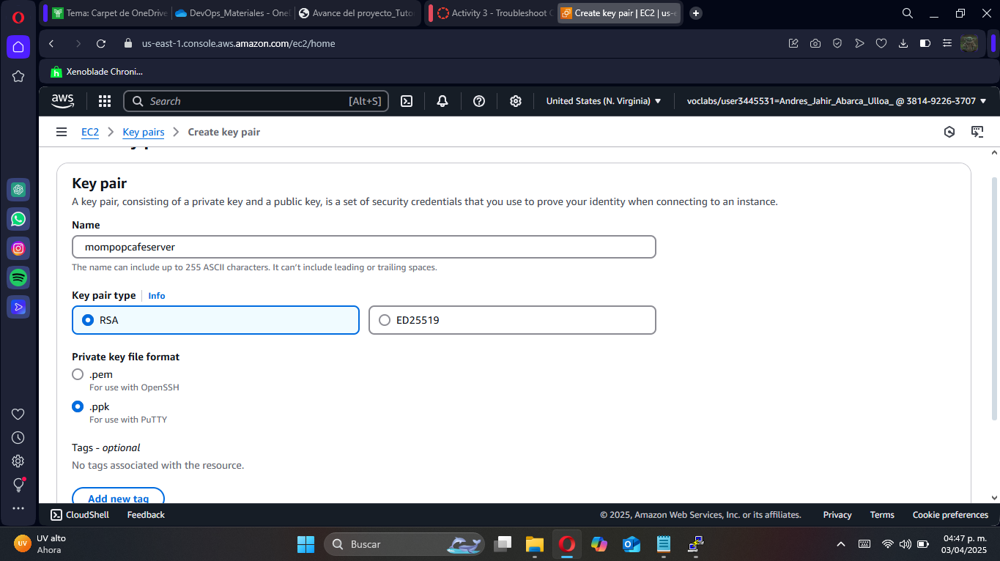 Tema: Carpet de OneDrive
DevOps_Materiales - One
Avance del proyecto_Tuto
Activity 3 - Troubleshoot C
Create key pair | EC2 | us-e
us-east-1.console.aws.amazon.com/ec2/home
h Xenoblade Chroni...
aws
Search [Alt+S]
United States (N. Virginia)
voclabs/user3445531=Andres_Jahir_Abarca_Ulloa_ @ 3814-9226-3707
EC2 > Key pairs > Create key pair
Key pair
A key pair, consisting of a private key and a public key, is a set of security credentials that you use to prove your identity when connecting to an instance.
Name
mompopcafeserver
The name can include up to 255 ASCII characters. It can't include leading or trailing spaces.
Key pair type
Info
RSA
ED25519
Private key file format
.pem
For use with OpenSSH
.ppk
For use with PuTTY
Tags - optional
No tags associated with the resource.
Add new tag
CloudShell
Feedback
© 2025, Amazon Web Services, Inc. or its affiliates.
Privacy
Terms
Cookie preferences
UV
UV alto
Ahora
Buscar
04:47 p. m.
03/04/2025